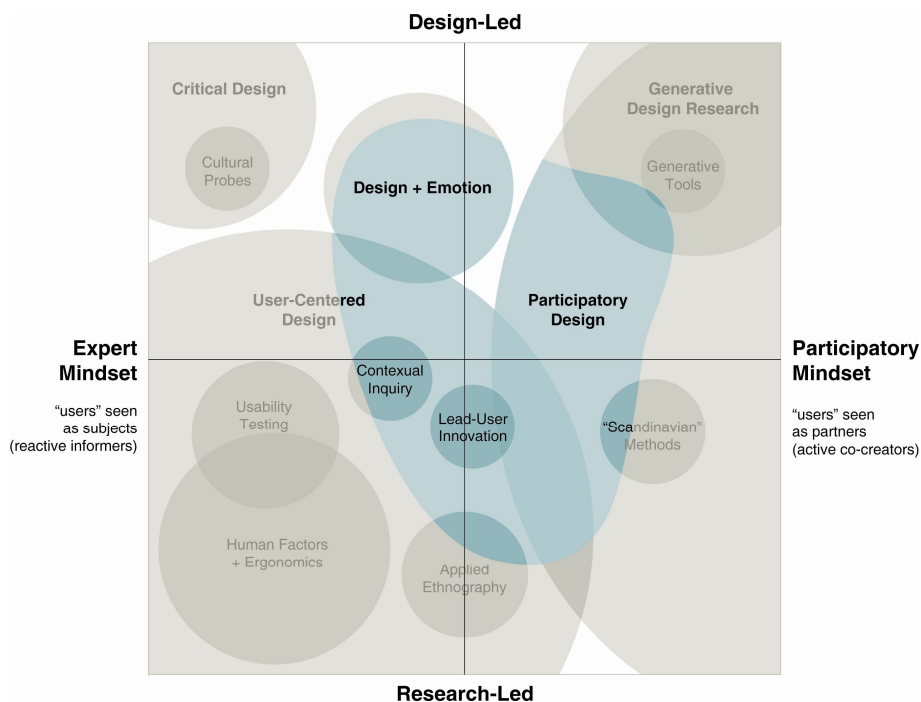 Design-Led
Critical Design
Generative
Design Research
Cultural
Probes
Generative
Tools
Design + Emotion
User-Centered
Design
Participatory
Design
Expert
Mindset
“users” seen
as subjects
(reactive informers)
Participatory
Mindset
“users” seen
as partners
(active co-creators)
Contexual
Inquiry
Usability
Testing
Lead-User
Innovation
“Scandinavian”
Methods
Human Factors
+ Ergonomics
Applied
Ethnography
Research-Led